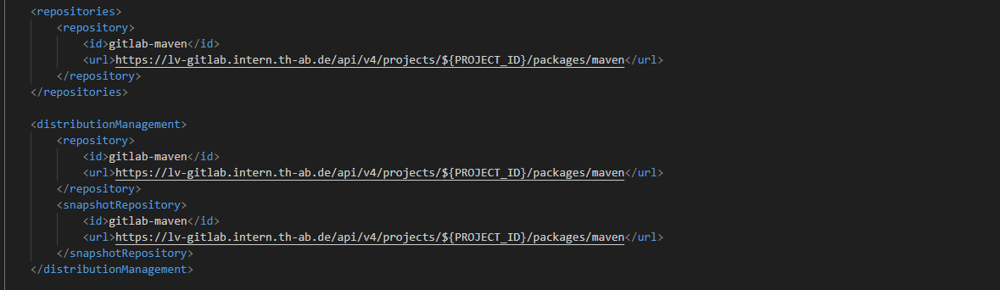 <repositories>
<repository>
<id>gitlab-maven</id>
<url>https://lv-gitlab.intern.th-ab.de/api/v4/projects/${PROJECT_ID}/packages/maven</url>
</repository>
</repositories>
<distributionManagement>
<repository>
<id>gitlab-maven</id>
<url>https://lv-gitlab.intern.th-ab.de/api/v4/projects/${PROJECT_ID}/packages/maven</url>
</repository>
<snapshotRepository>
<id>gitlab-maven</id>
<url>https://lv-gitlab.intern.th-ab.de/api/v4/projects/${PROJECT_ID}/packages/maven</url>
</snapshotRepository>
</distributionManagement>